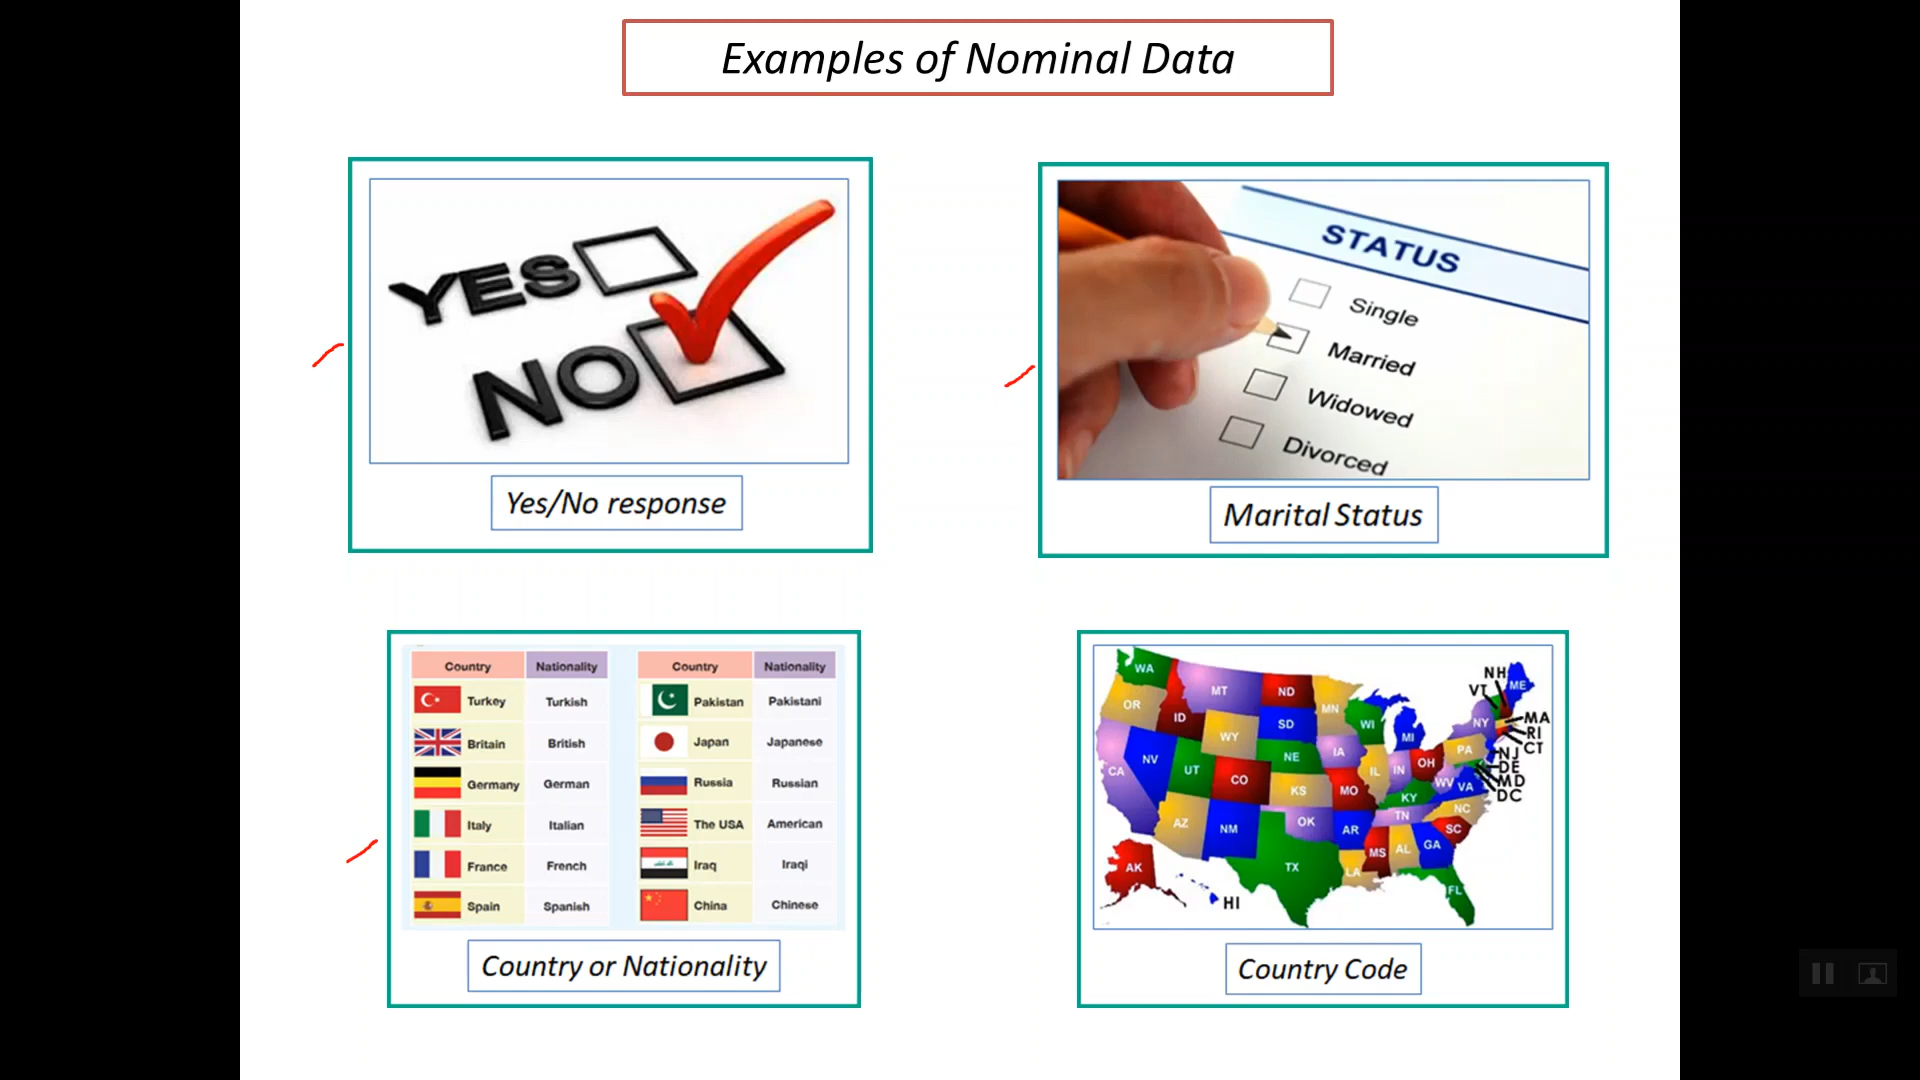 Examples of Nominal Data
YES
NO
Yes/No response
STATUS
Single
Married
Widowed
Divorced
Marital Status
Country Nationality Country Nationality
Turkey Turkish Pakistan Pakistani
Britain British Japan Japanese
Germany German Russia Russian
Italy Italian The USA American
France French Iraq Iraqi
Spain Spanish China Chinese
Country or Nationality
WA MT ND MN NH VT ME
OR ID SD WI NY MA
WY MI RI
CT
NV NE IA PA NJ
CA UT CO IL IN OH DE
KS MO WV VA MD
KY DC
AZ NM OK TN NC
AR SC
TX MS AL GA
AK LA FL
HI
Country Code